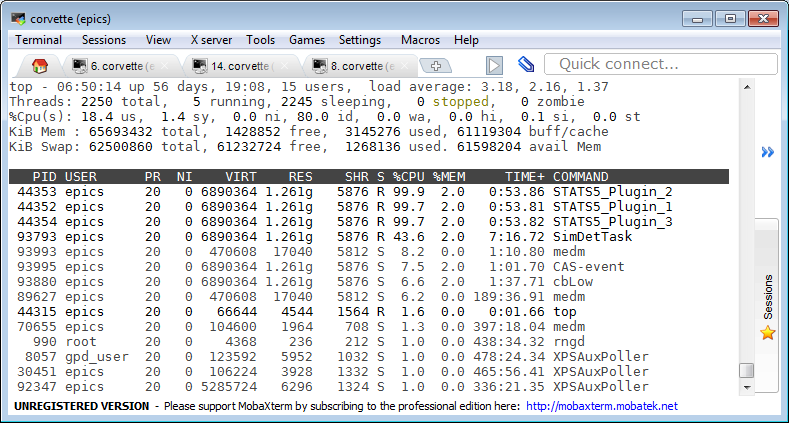 corvette (epics)
Terminal Sessions View X server Tools Games Settings Macros Help
6. corvette (e 14. corvette (e 8. corvette (e Quick connect...
top - 06:50:14 up 56 days, 19:08, 15 users,  load average: 3.18, 2.16, 1.37
Threads: 2250 total,   5 running, 2245 sleeping,   0 stopped,   0 zombie
%Cpu(s): 18.4 us,  1.4 sy,  0.0 ni, 80.0 id,  0.0 wa,  0.0 hi,  0.1 si,  0.0 st
KiB Mem : 65693432 total,  1428852 free,  3145276 used, 61119304 buff/cache
KiB Swap: 62500860 total, 61232724 free,  1268136 used. 61598204 avail Mem
PID USER PR NI VIRT RES SHR S %CPU %MEM TIME+ COMMAND
44353 epics 20 0 6890364 1.261g 5876 R 99.9 2.0 0:53.86 STATS5_Plugin_2
44352 epics 20 0 6890364 1.261g 5876 R 99.7 2.0 0:53.81 STATS5_Plugin_1
44354 epics 20 0 6890364 1.261g 5876 R 99.7 2.0 0:53.82 STATS5_Plugin_3
93793 epics 20 0 6890364 1.261g 5876 R 43.6 2.0 7:16.72 SimDetTask
93993 epics 20 0 470608 17040 5812 S 8.2 0.0 1:10.80 medm
93995 epics 20 0 6890364 1.261g 5876 S 7.5 2.0 1:01.70 CAS-event
93880 epics 20 0 6890364 1.261g 5876 S 6.6 2.0 1:37.71 cbLow
89627 epics 20 0 470608 17040 5812 S 6.2 0.0 189:36.91 medm
44315 epics 20 0 66644 4544 1564 R 1.6 0.0 0:01.66 top
70655 epics 20 0 104600 1964 708 S 1.3 0.0 397:18.04 medm
990 root 20 0 4368 236 212 S 1.0 0.0 438:34.32 rngd
8057 gpd_user 20 0 123592 5952 1032 S 1.0 0.0 478:24.34 XPSAuxPoller
30451 epics 20 0 106224 3928 1332 S 1.0 0.0 465:56.41 XPSAuxPoller
92347 epics 20 0 5285724 6296 1324 S 1.0 0.0 336:21.35 XPSAuxPoller
Sessions
UNREGISTERED VERSION - Please support MobaXterm by subscribing to the professional edition here: http://mobaxterm.mobatek.net